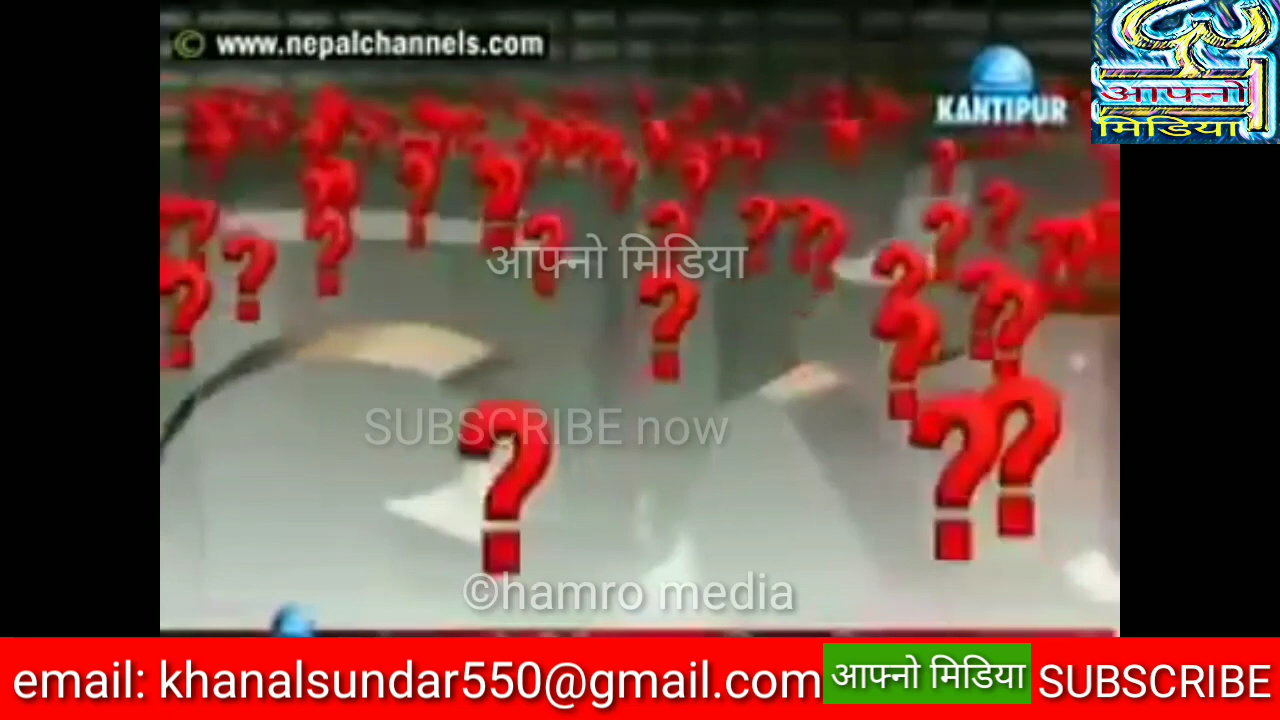 © www.nepalchannels.com
KANTIPUR
आफ्नो
मिडिया
आफ्नो मिडिया
SUBSCRIBE now
©hamro media
email: khanalsundar550@gmail.com आफ्नो मिडिया SUBSCRIBE